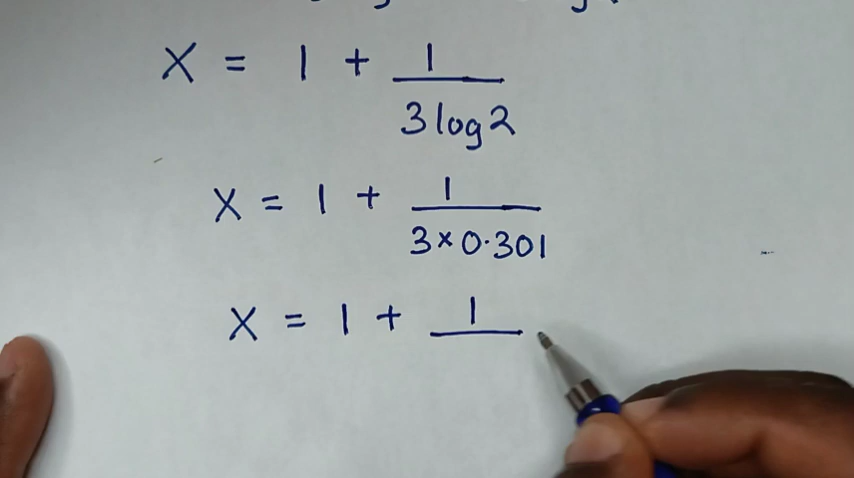 X = 1 + 1/3log2
X = 1 + 1/3×0.301
X = 1 + 1/